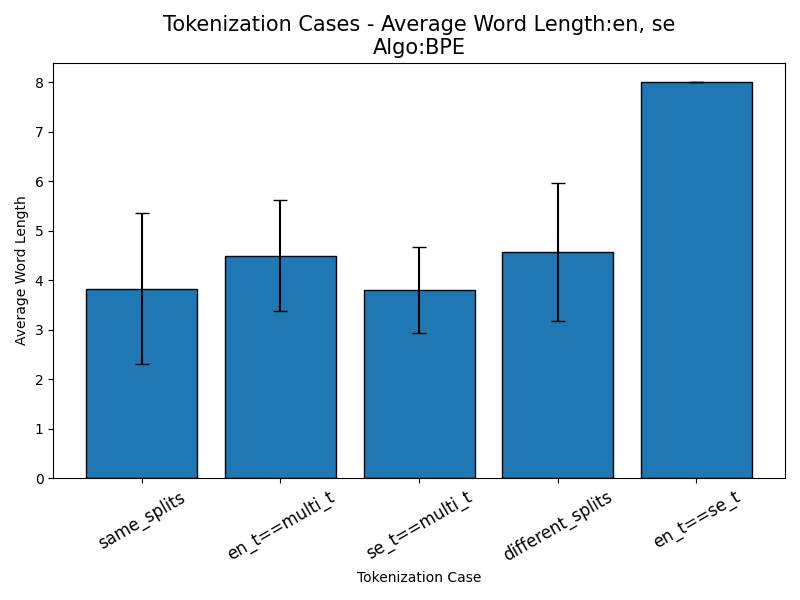 Tokenization Cases - Average Word Length:en, se
Algo:BPE
Average Word Length
8
7
6
5
4
3
2
1
0
same_splits
en_t==multi_t
se_t==multi_t
different_splits
en_t==se_t
Tokenization Case